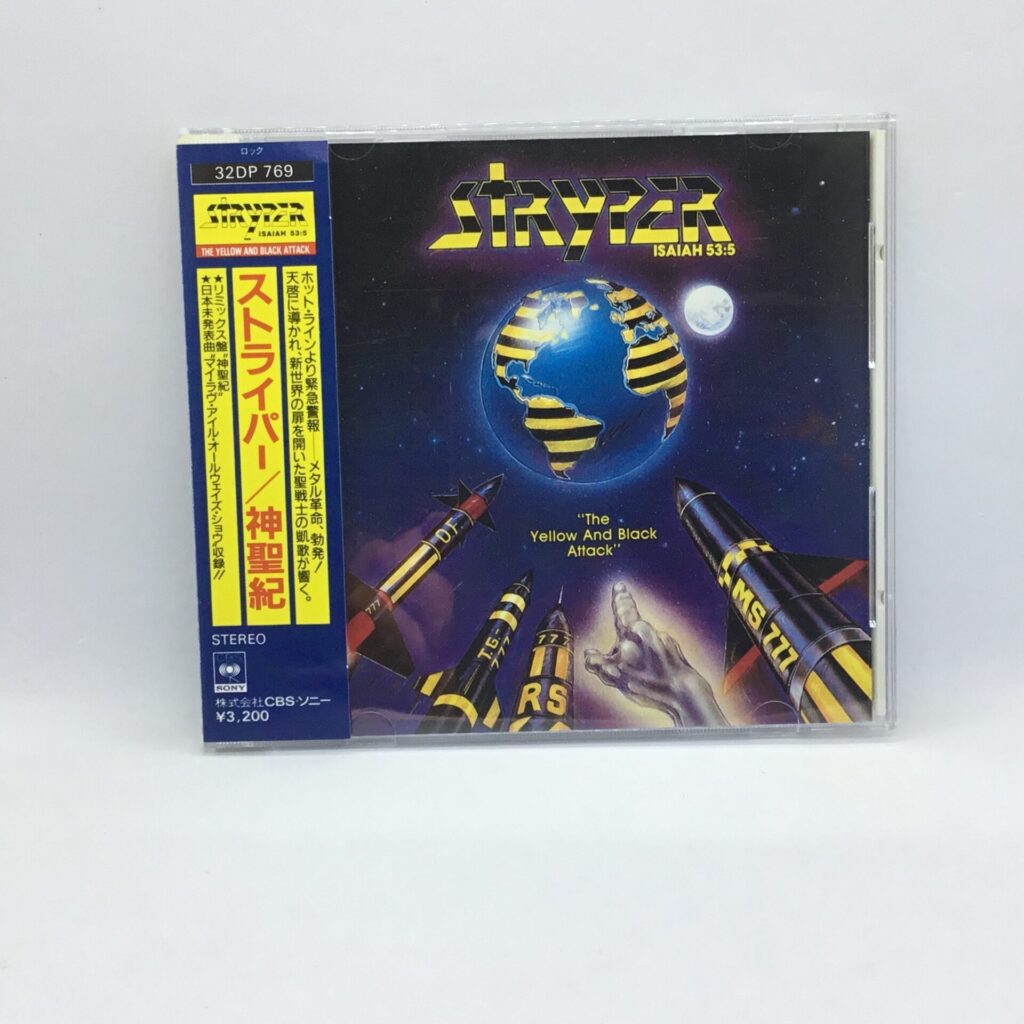 ロック
32DP 769
STRYPER
ISAIAH 53:5
THE YELLOW AND BLACK ATTACK
ホット・ラインより緊急警報――メタル革命、勃発!
天啓に導かれ、新世界の扉を開いた聖戦士の凱歌が響く。
ストライパー/神聖紀
★リミックス盤“神聖紀”
★日本未発表曲“マイ・ラヴ・アイル・オールウェイズ・ショウ”収録!!
STEREO
CBS
SONY
株式会社CBS・ソニー
¥3,200
STRYPER
ISAIAH 53:5
"The
Yellow And Black
Attack"
777
T.G.
777
777
RS
MS 777